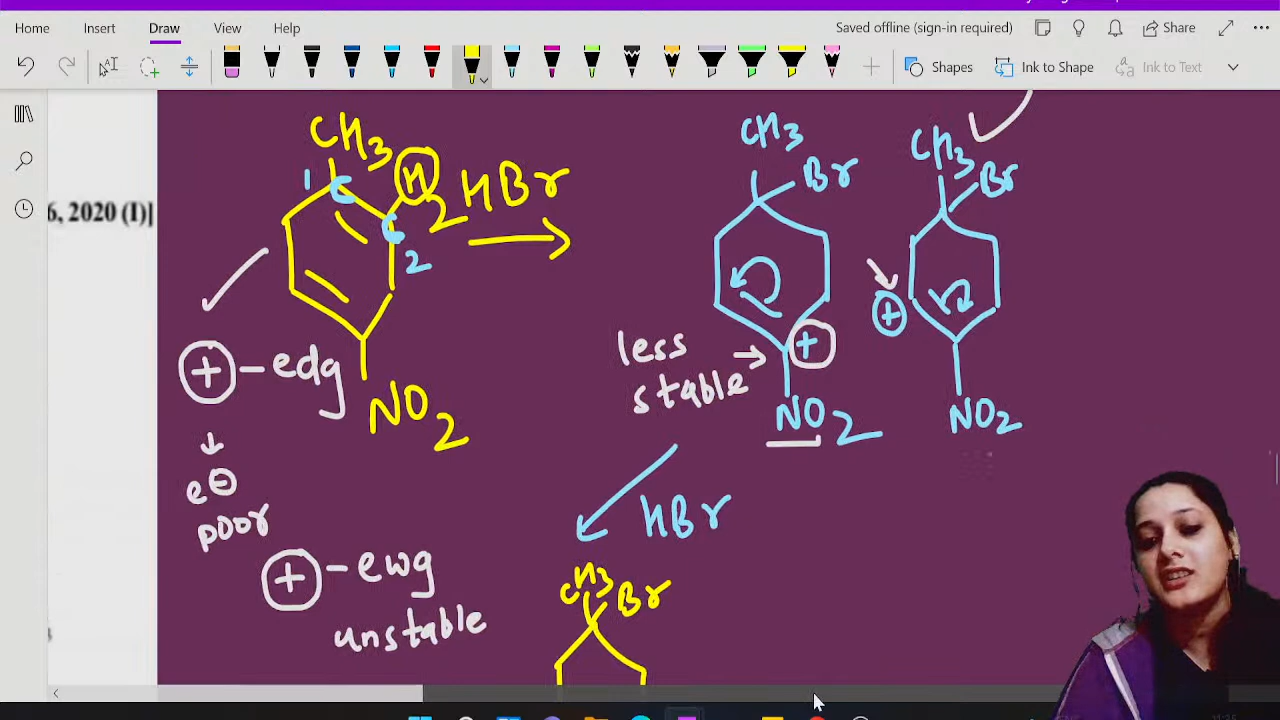 Home Insert Draw View Help Saved offline (sign-in required) Share
Shapes Ink to Shape Ink to Text
6, 2020 (I)]
CH3
1 C H
C
2
2HBr
NO2
+ -edg
e⊖
poor
+ -ewg
unstable
CH3
Br
+
NO2
less
stable
CH3
Br
+
NO2
HBr
CH3
Br